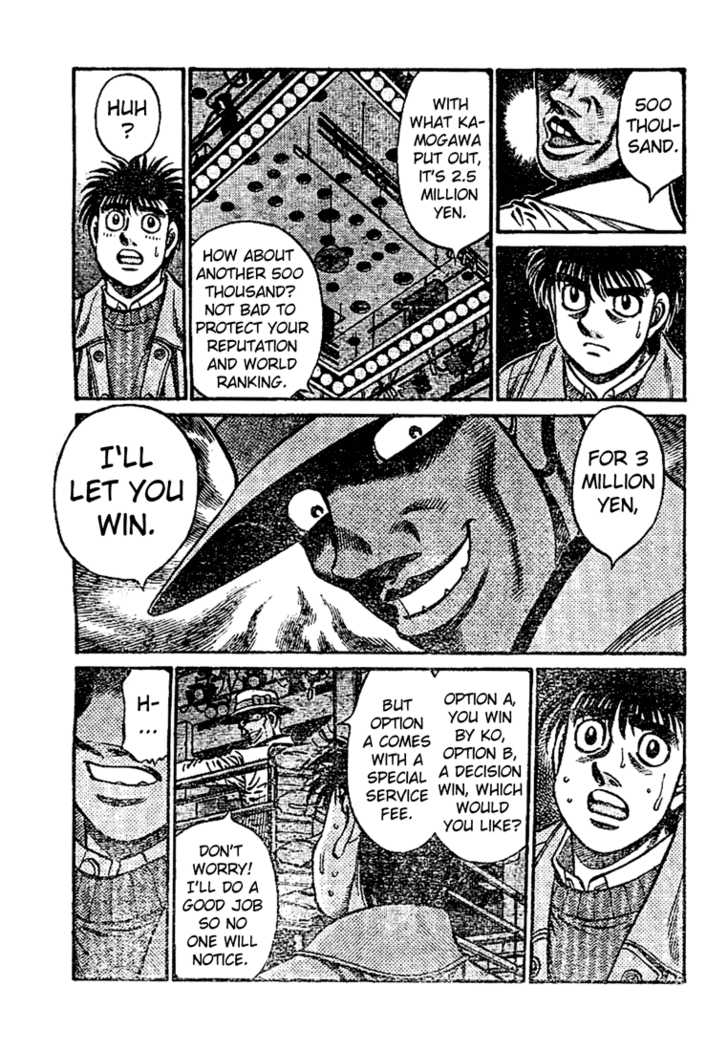 500
THOU-
SAND.
WITH
WHAT KA-
MOGAWA
PUT OUT,
IT'S 2.5
MILLION
YEN.
HOW ABOUT
ANOTHER 500
THOUSAND?
NOT BAD TO
PROTECT YOUR
REPUTATION
AND WORLD
RANKING.
HUH
?
FOR 3
MILLION
YEN,
I'LL
LET YOU
WIN.
OPTION A,
YOU WIN
BY KO,
OPTION B,
A DECISION
WIN, WHICH
WOULD
YOU LIKE?
BUT
OPTION
A COMES
WITH A
SPECIAL
SERVICE
FEE.
DON'T
WORRY!
I'LL DO A
GOOD JOB
SO NO
ONE WILL
NOTICE.
H-
...